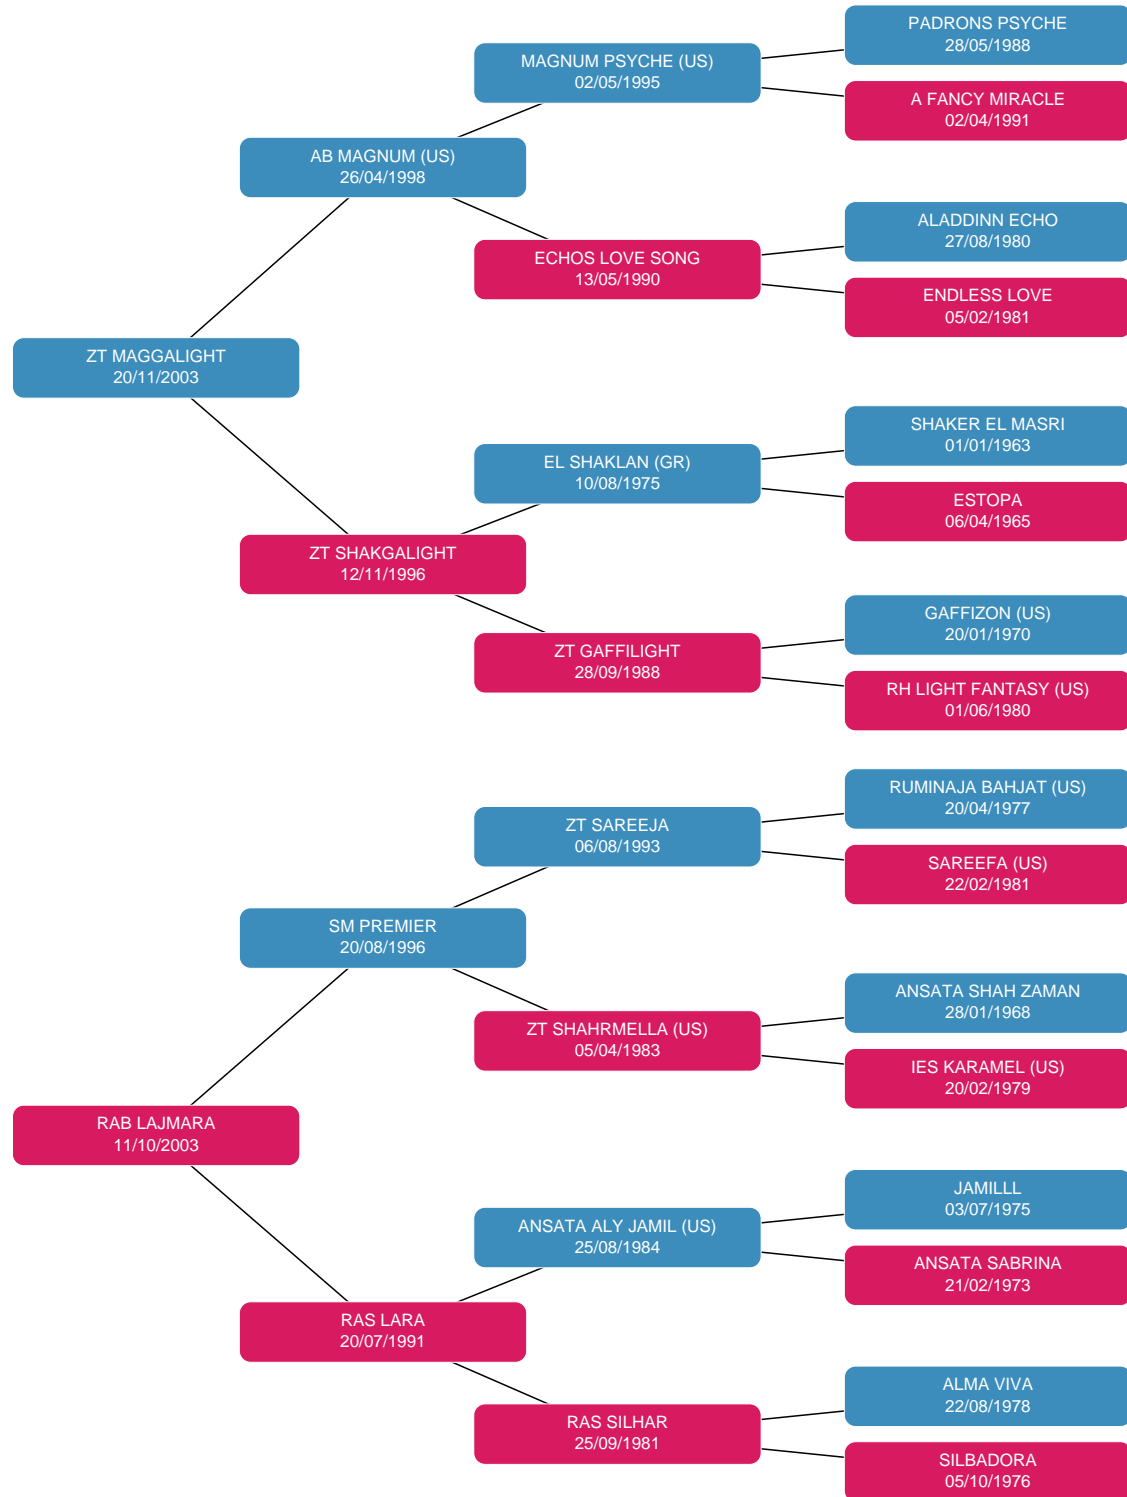 PADRONS PSYCHE
28/05/1988
MAGNUM PSYCHE (US)
02/05/1995
A FANCY MIRACLE
02/04/1991
AB MAGNUM (US)
26/04/1998
ALADDINN ECHO
27/08/1980
ECHOS LOVE SONG
13/05/1990
ENDLESS LOVE
05/02/1981
ZT MAGGALIGHT
20/11/2003
SHAKER EL MASRI
01/01/1963
EL SHAKLAN (GR)
10/08/1975
ESTOPA
06/04/1965
ZT SHAKGALIGHT
12/11/1996
GAFFIZON (US)
20/01/1970
ZT GAFFILIGHT
28/09/1988
RH LIGHT FANTASY (US)
01/06/1980
RUMINAJA BAHJAT (US)
20/04/1977
ZT SAREEJA
06/08/1993
SAREEFA (US)
22/02/1981
SM PREMIER
20/08/1996
ANSATA SHAH ZAMAN
28/01/1968
ZT SHAHRMELLA (US)
05/04/1983
IES KARAMEL (US)
20/02/1979
RAB LAJMARA
11/10/2003
JAMILLL
03/07/1975
ANSATA ALY JAMIL (US)
25/08/1984
ANSATA SABRINA
21/02/1973
RAS LARA
20/07/1991
ALMA VIVA
22/08/1978
RAS SILHAR
25/09/1981
SILBADORA
05/10/1976